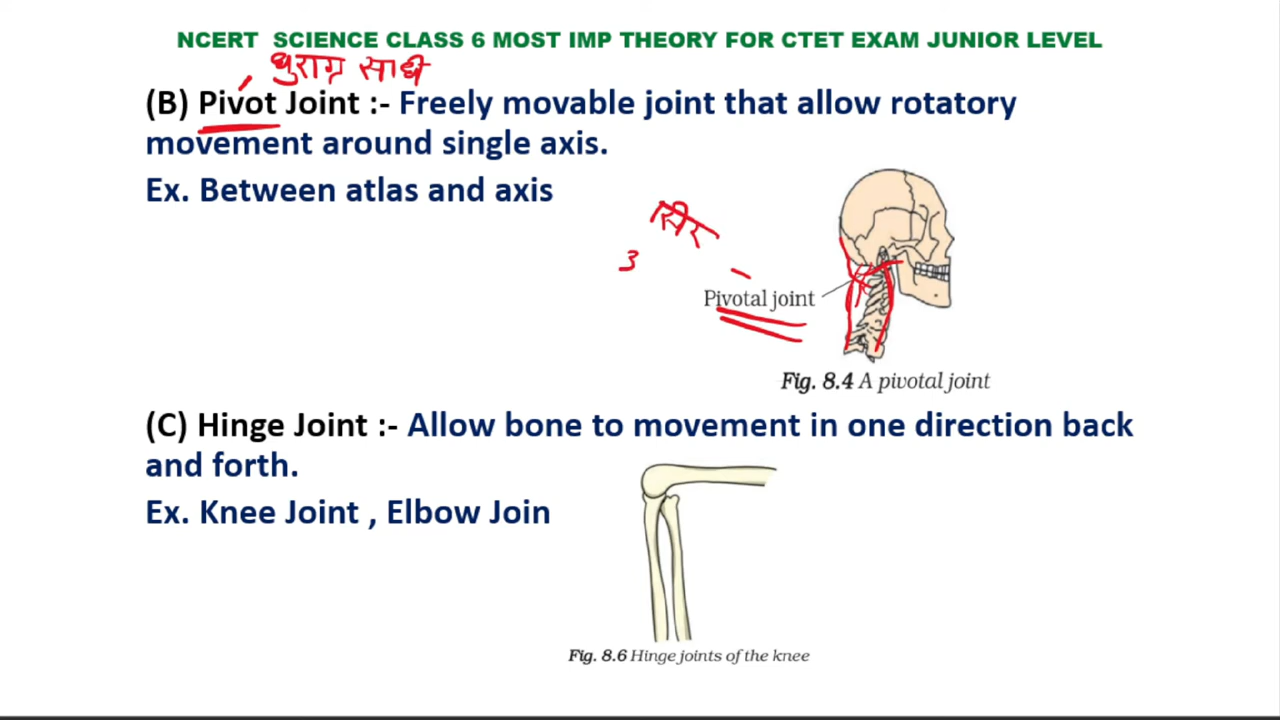 NCERT SCIENCE CLASS 6 MOST IMP THEORY FOR CTET EXAM JUNIOR LEVEL
धुराग्र साधी
(B) Pivot Joint :- Freely movable joint that allow rotatory
movement around single axis.
Ex. Between atlas and axis
सिर
3
Pivotal joint
Fig. 8.4 A pivotal joint
(C) Hinge Joint :- Allow bone to movement in one direction back
and forth.
Ex. Knee Joint , Elbow Join
Fig. 8.6 Hinge joints of the knee